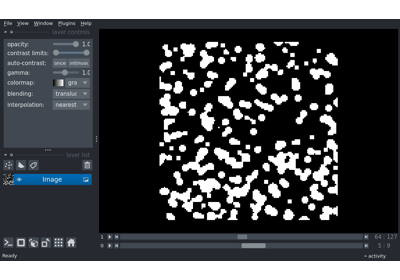 File View Window Plugins Help
layer controls
opacity: 1.0
contrast limits:
auto-contrast: once continuous
gamma: 1.0
colormap: gray
blending: translu
interpolation: nearest
layer list
Image
1 64 127
0 5 9
Ready activity